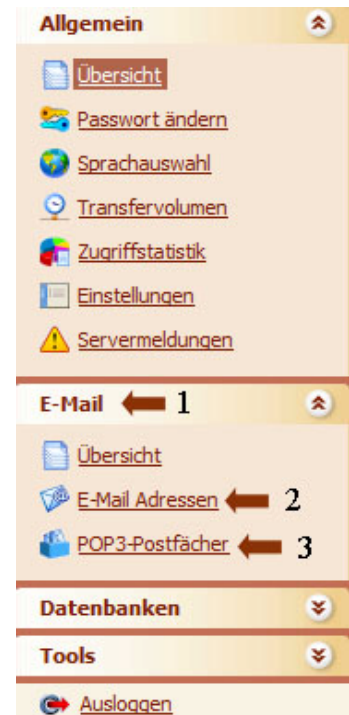 Allgemein
Übersicht
Passwort ändern
Sprachauswahl
Transfervolumen
Zugriffstatistik
Einstellungen
Servermeldungen
E-Mail 1
Übersicht
E-Mail Adressen 2
POP3-Postfächer 3
Datenbanken
Tools
Ausloggen